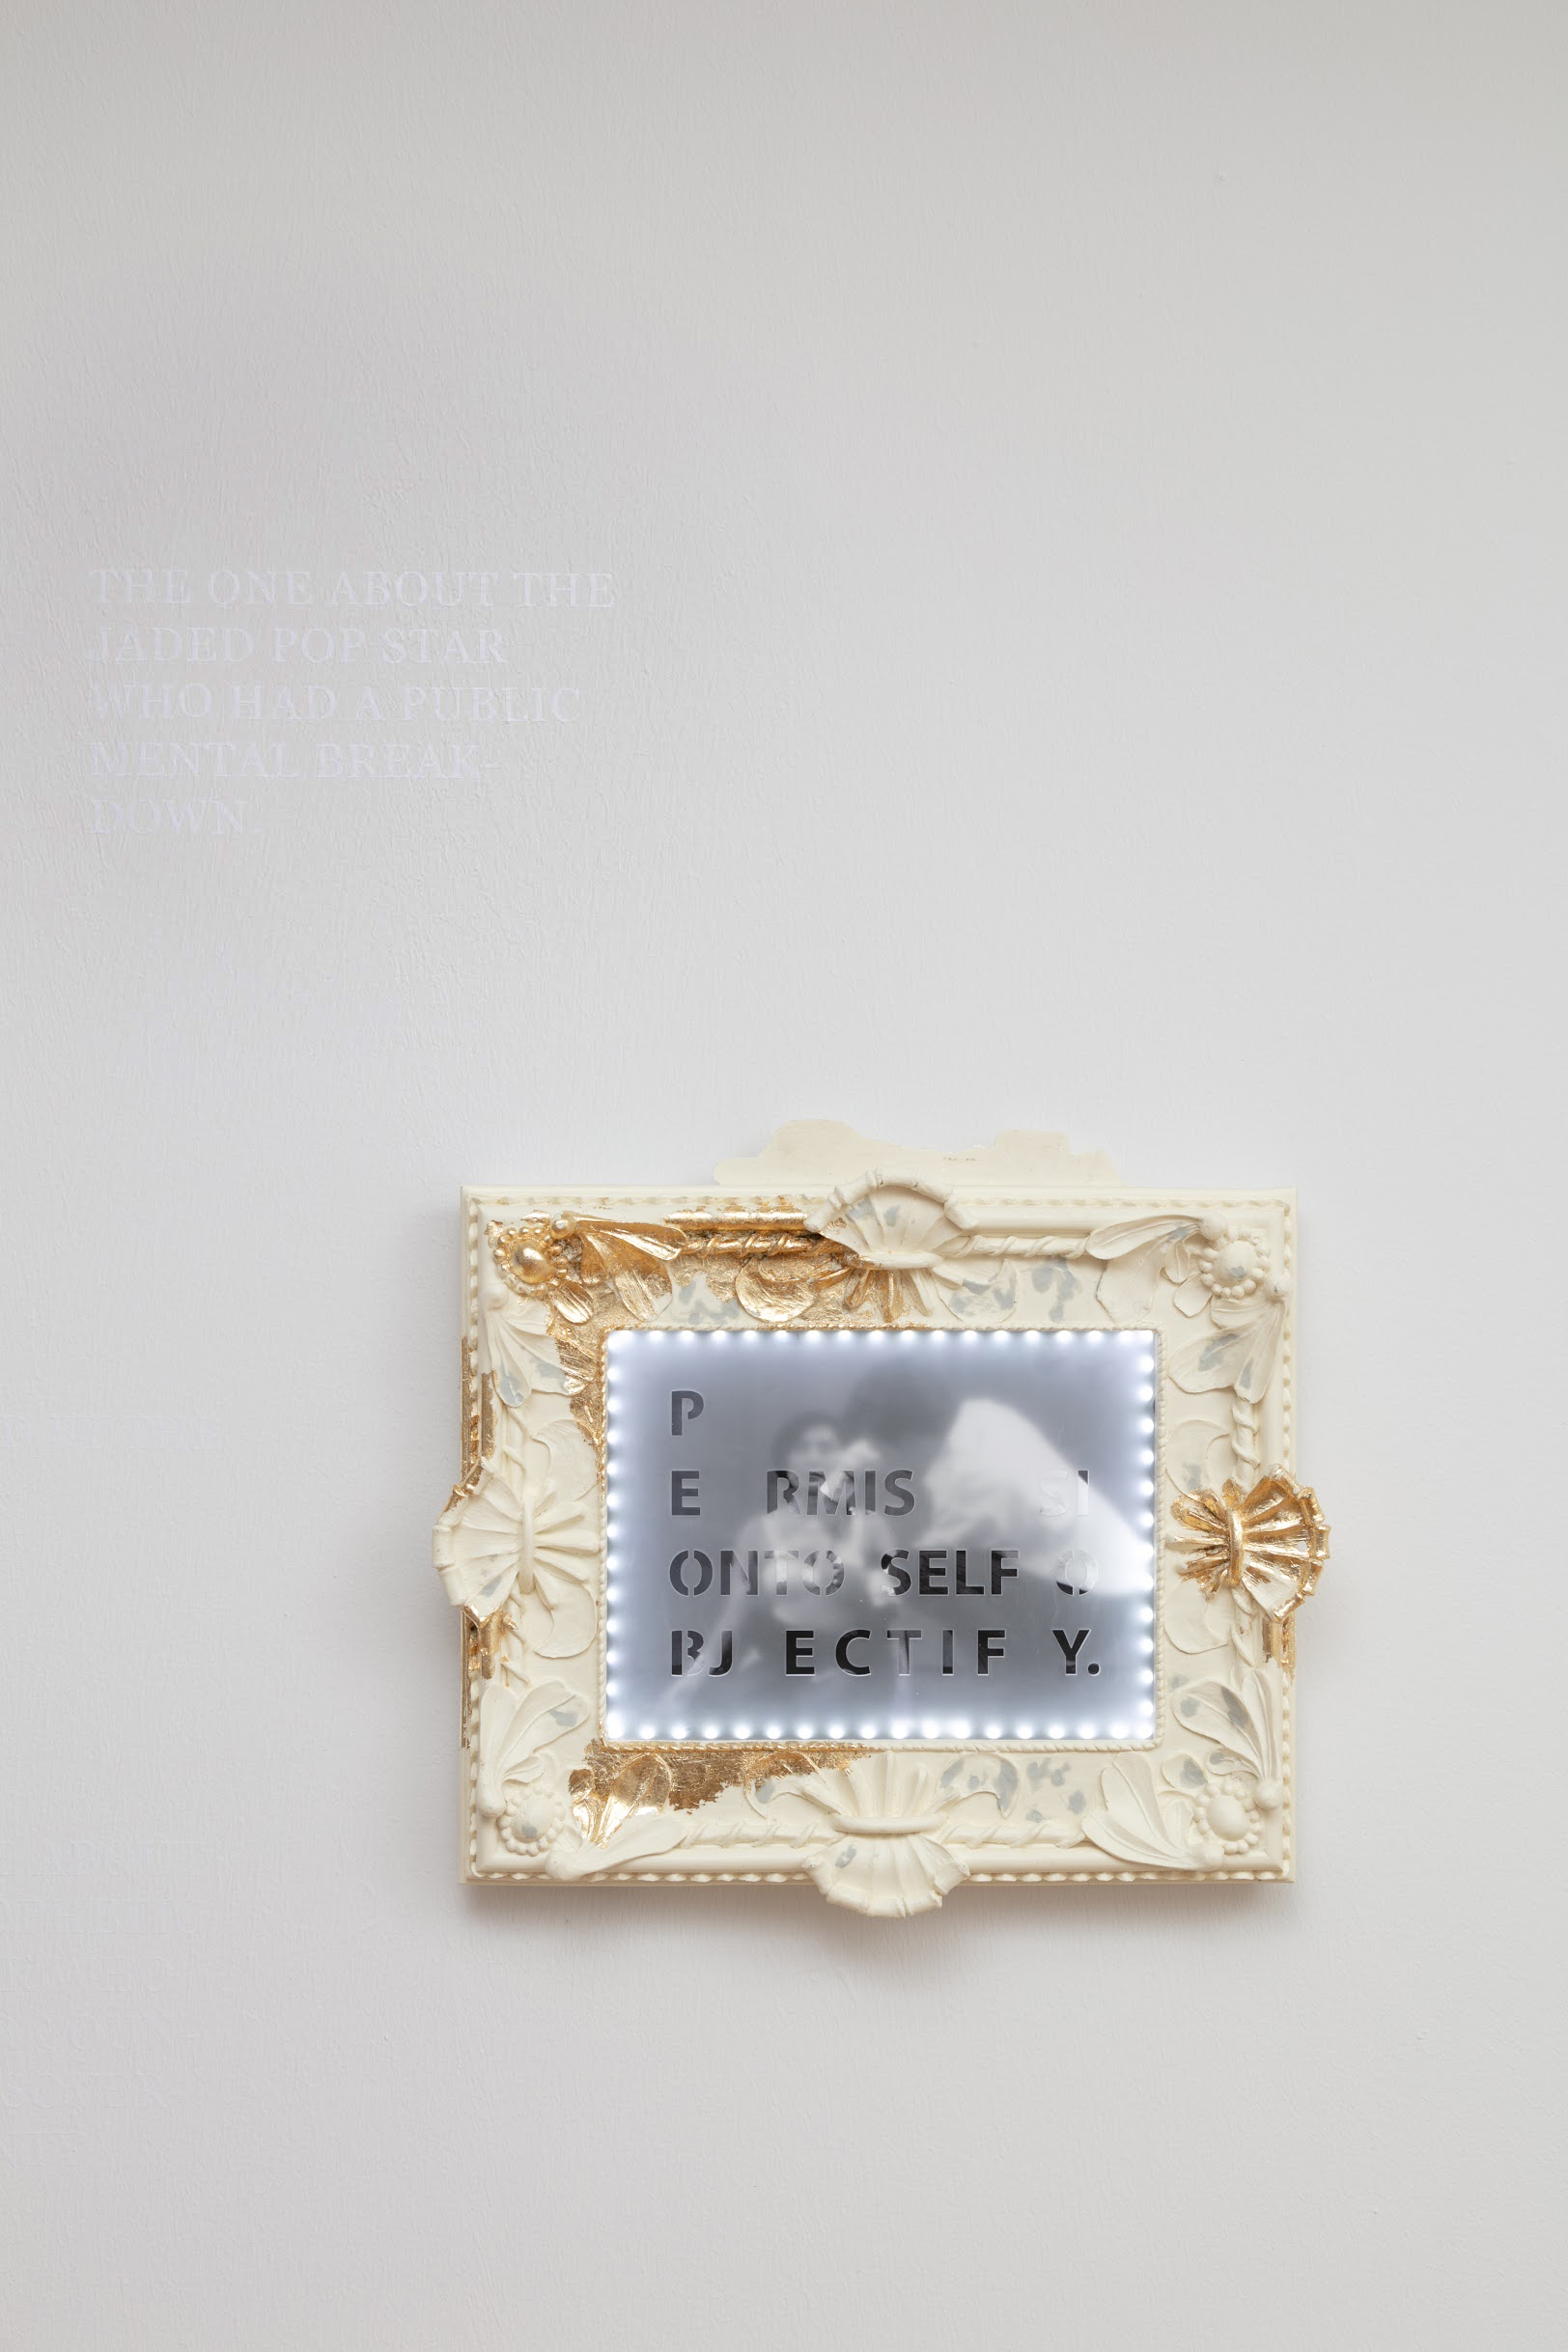 THE ONE ABOUT THE
JADED POP STAR
WHO HAD A PUBLIC
MENTAL BREAK-
DOWN.
P
E RMIS SI
ONTO SELF O
BJ ECTIF Y.